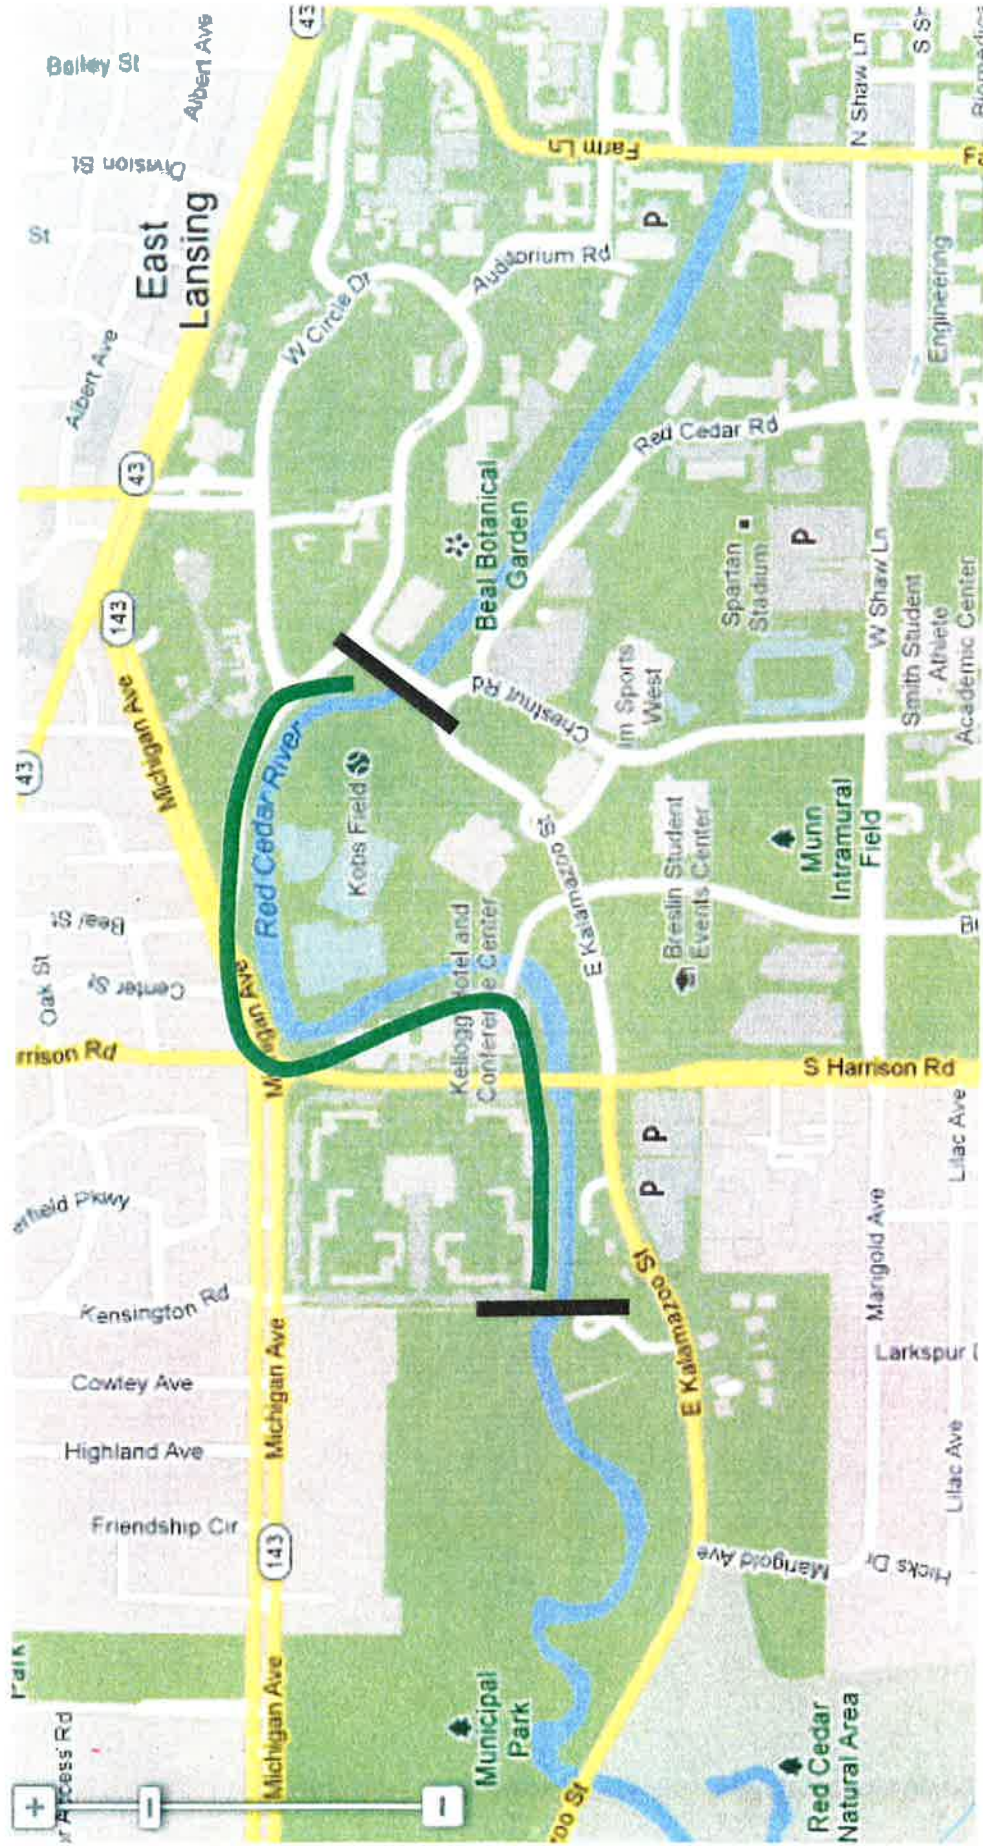 Park
Access Rd
Michigan Ave
Municipal
Park
Red Cedar
Natural Area
143
Friendship Cir
Highland Ave
Cowley Ave
Kensington Rd
Michigan Ave
E Kalamazoo St
Marigold Ave
Hicks Dr
Lilac Ave
Larkspur
Marigold Ave
Lilac Ave
P
P
S Harrison Rd
Oak St
Center St
Beal St
Michigan Ave
Red Cedar River
Kobs Field
Kellogg Hotel and
Conference Center
E Kalamazoo St
Breslin Student
Events Center
Munn
Intramural
Field
43
143
Michigan Ave
Chestnut Rd
Im Sports
West
Spartan
Stadium
P
W Shaw Ln
Smith Student
Athlete
Academic Center
Beal Botanical
Garden
Red Cedar Rd
43
Albert Ave
East
Lansing
W Circle Dr
Auditorium Rd
P
Engineering
St
Division St
Bailey St
Albert Ave
43
Farm Ln
N Shaw Ln